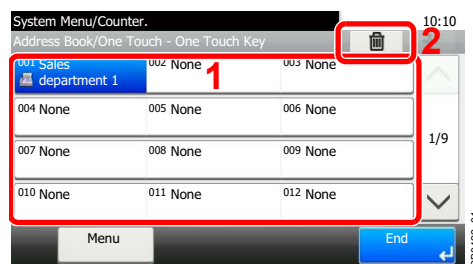 System Menu/Counter.
10:10
Address Book/One Touch - One Touch Key
2
001 Sales
department 1
002 None
003 None
1
004 None
005 None
006 None
1/9
007 None
008 None
009 None
010 None
011 None
012 None
Menu
End